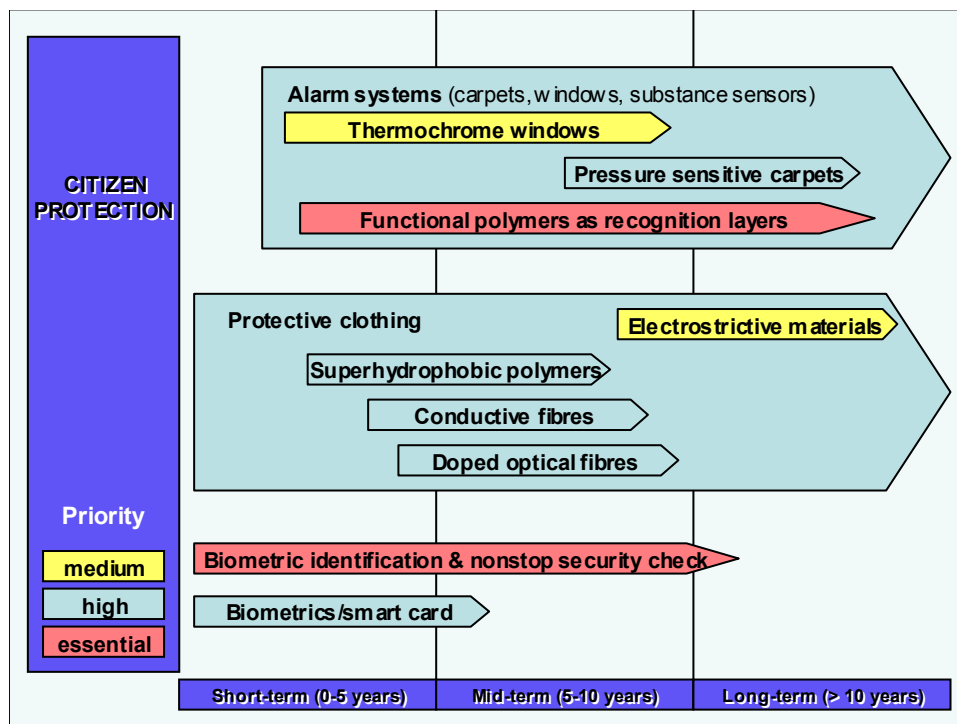 CITIZEN
PROTECTION
Alarm systems (carpets, windows, substance sensors)
Thermochrome windows
Pressure sensitive carpets
Functional polymers as recognition layers
Protective clothing
Electrostrictive materials
Superhydrophobic polymers
Conductive fibres
Doped optical fibres
Priority
medium
high
essential
Biometric identification & nonstop security check
Biometrics/smart card
Short-term (0-5 years)
Mid-term (5-10 years)
Long-term (> 10 years)